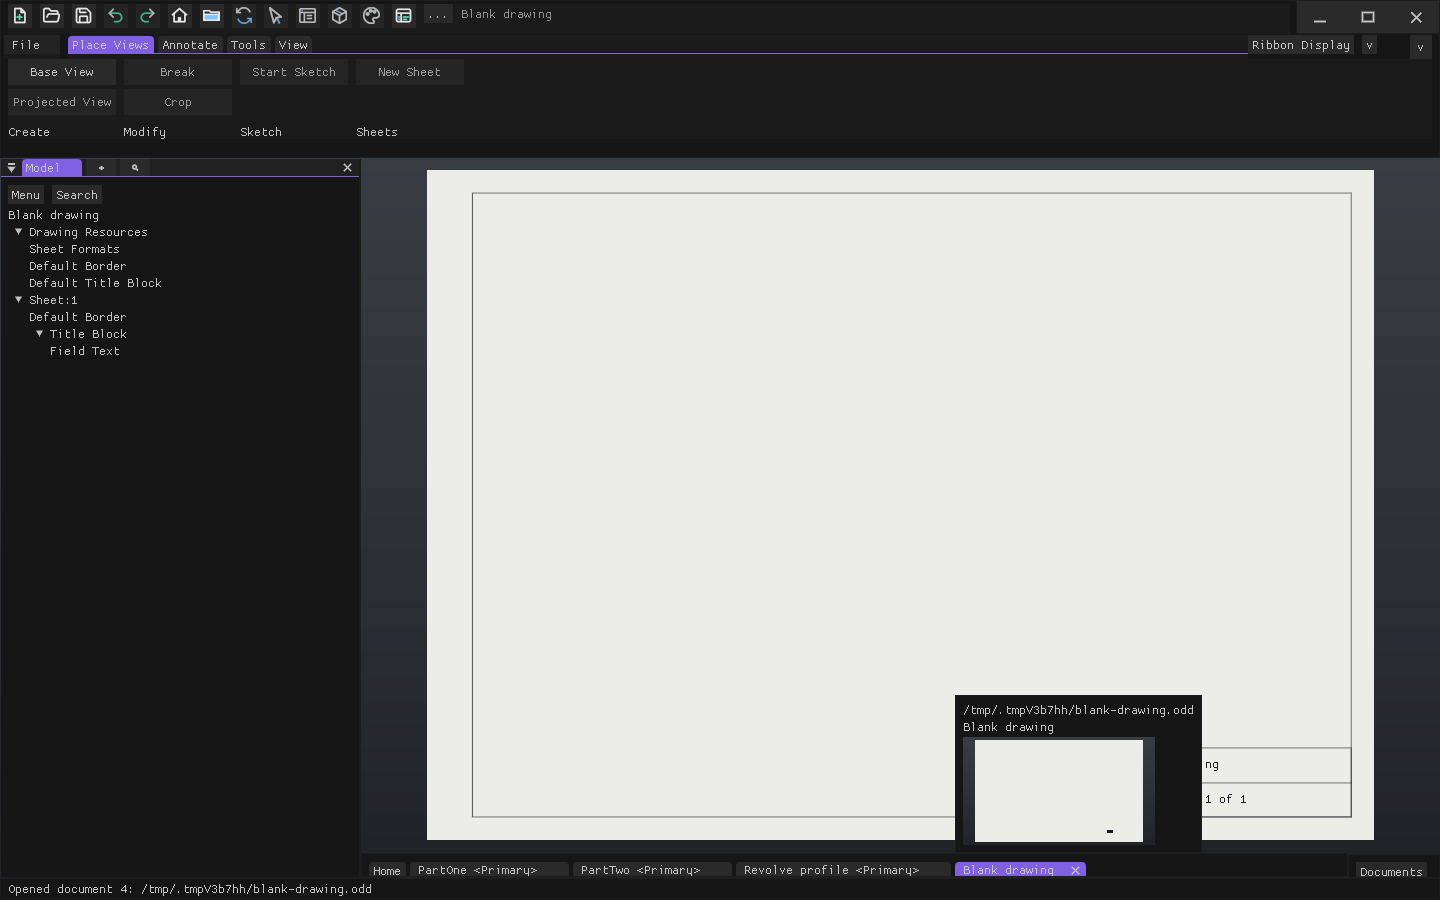 ... Blank drawing
File Place Views Annotate Tools View Ribbon Display v v
Base View Break Start Sketch New Sheet
Projected View Crop
Create Modify Sketch Sheets
Model +
Menu Search
Blank drawing
Drawing Resources
Sheet Formats
Default Border
Default Title Block
Sheet:1
Default Border
Title Block
Field Text
/tmp/.tmpV3b7hh/blank-drawing.odd
Blank drawing
ng
1 of 1
Home PartOne <Primary> PartTwo <Primary> Revolve profile <Primary> Blank drawing Documents
Opened document 4: /tmp/.tmpV3b7hh/blank-drawing.odd